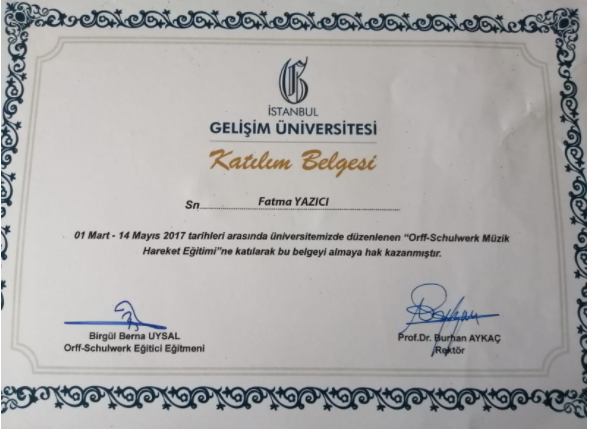 İSTANBUL
GELİŞİM ÜNİVERSİTESİ
Katılım Belgesi
Sn Fatma YAZICI
01 Mart - 14 Mayıs 2017 tarihleri arasında üniversitemizde düzenlenen “Orff-Schulwerk Müzik
Hareket Eğitimi”ne katılarak bu belgeyi almaya hak kazanmıştır.
Birgül Berna UYSAL
Orff-Schulwerk Eğitici Eğitmeni
Prof.Dr. Burhan AYKAÇ
Rektör